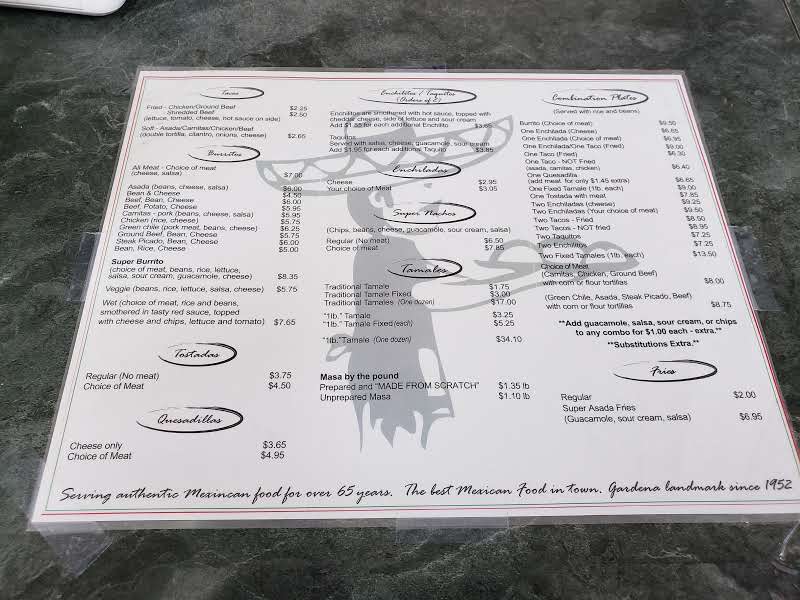 Tacos
Fried - Chicken/Ground Beef $2.25
Shredded Beef $2.50
(lettuce, tomato, cheese, hot sauce on side)
Soft - Asada/Carnitas/Chicken/Beef
(double tortilla, cilantro, onions, cheese) $2.65
Burritos
All Meat - Choice of meat
(cheese, salsa) $7.00
Asada (beans, cheese, salsa) $6.00
Bean & Cheese $4.50
Beef, Bean, Cheese $6.00
Beef, Potato, Cheese $5.95
Carnitas - pork (beans, cheese, salsa) $5.95
Chicken (rice, cheese) $5.75
Green chile (pork meat, beans, cheese) $6.25
Ground Beef, Bean, Cheese $5.75
Steak Picado, Bean, Cheese $6.00
Bean, Rice, Cheese $5.00
Super Burrito
(choice of meat, beans, rice, lettuce,
salsa, sour cream, guacamole, cheese) $8.35
Veggie (beans, rice, lettuce, cheese, salsa) $5.75
Wet (choice of meat, rice and beans,
smothered in tasty red sauce, topped
with cheese and chips, lettuce and tomato) $7.65
Tostadas
Regular (No meat) $3.75
Choice of Meat $4.50
Quesadillas
Cheese only $3.65
Choice of Meat $4.95
Enchilitos / Taquitos
(Orders of 2)
Enchilitos are smothered with hot sauce, topped with
cheddar cheese, side of lettuce and sour cream
Add $1.55 for each additional Enchilito $3.65
Taquitos
Served with salsa, cheese, guacamole, sour cream
Add $1.95 for each additional Taquito $3.85
Enchiladas
Cheese $2.95
Your choice of Meat $3.05
Super Nachos
(Chips, beans, cheese, guacamole, sour cream, salsa)
Regular (No meat) $6.50
Choice of meat $7.85
Tamales
Traditional Tamale $1.75
Traditional Tamale Fixed $3.00
Traditional Tamales (One dozen) $17.00
"1lb." Tamale $3.25
"1lb." Tamale Fixed (each) $5.25
"1lb." Tamale (One dozen) $34.10
Masa by the pound
Prepared and "MADE FROM SCRATCH" $1.35 lb
Unprepared Masa $1.10 lb
Combination Plates
(Served with rice and beans)
Burrito (Choice of meat) $9.50
One Enchilada (Cheese) $6.65
One Enchilada (Choice of meat) $6.95
One Enchilada/One Taco (Fried) $9.00
One Taco (Fried) $6.30
One Taco - NOT Fried
(asada, carnitas, chicken) $6.40
One Quesadilla
(add meat, for only $1.45 extra) $6.65
One Fixed Tamale (1lb. each) $9.00
One Tostada with meat $7.85
Two Enchiladas (cheese) $9.25
Two Enchiladas (Your choice of meat) $9.50
Two Tacos - Fried $8.50
Two Tacos - NOT fried $8.95
Two Taquitos $7.25
Two Enchilitos $7.25
Two Fixed Tamales (1lb. each) $13.50
Choice of Meat
(Carnitas, Chicken, Ground Beef)
with corn or flour tortillas $8.00
(Green Chile, Asada, Steak Picado, Beef)
with corn or flour tortillas $8.75
**Add guacamole, salsa, sour cream, or chips
to any combo for $1.00 each - extra.**
**Substitutions Extra.**
Fries
Regular $2.00
Super Asada Fries
(Guacamole, sour cream, salsa) $6.95
Serving authentic Mexincan food for over 65 years. The best Mexican Food in town. Gardena landmark since 1952